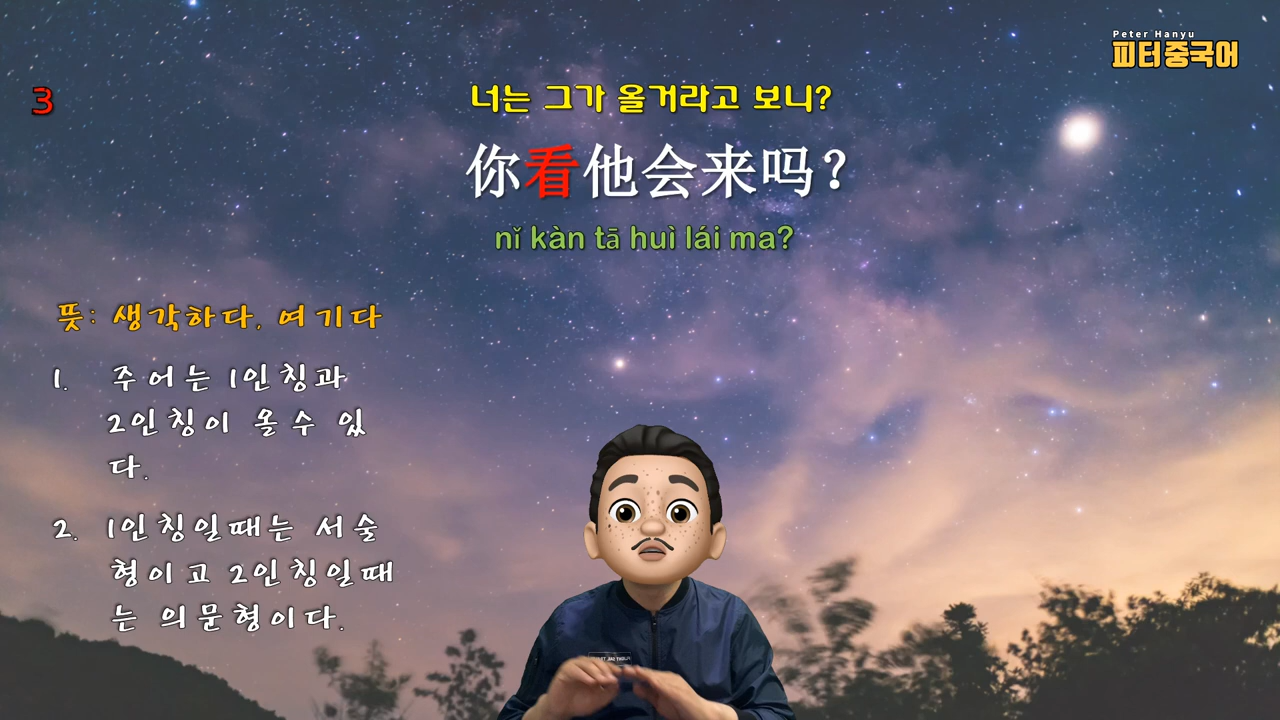 Peter Hanyu
피터중국어
3
너는 그가 올거라고 보니?
你看他会来吗？
nǐ kàn tā huì lái ma?
뜻: 생각하다, 여기다
1. 주어는 1인칭과
2인칭이 올수 있
다.
2. 1인칭일때는 서술
형이고 2인칭일때
는 의문형이다.